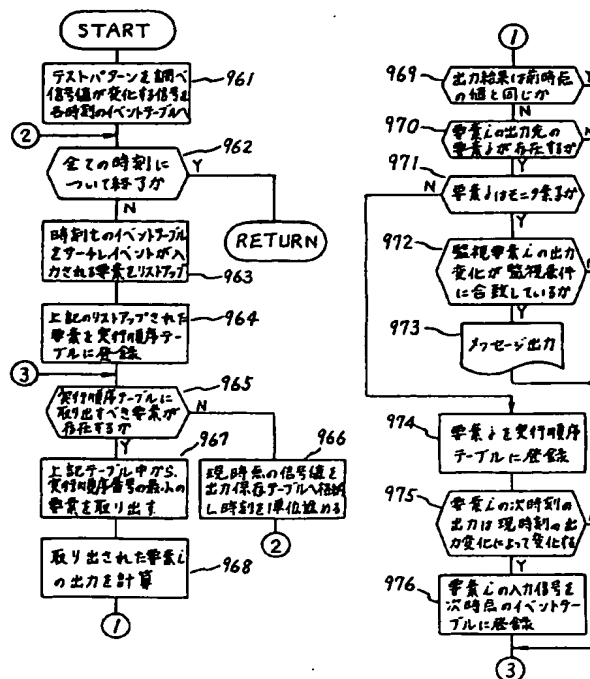 START
961
テストパターンを調べ
信号値が変化する信号を
各時刻のイベントテーブルへ
②
962
全ての時刻に
ついて終了か
Y
N
RETURN
時刻tのイベントテーブル
をサーチしイベントが入
力される要素をリストアップ
963
964
上記のリストアップされた
要素を実行順序テー
ブルに登録
③
965
実行順序テーブルに
取り出すべき要素が
存在するか
N
Y
967
上記テーブル中から、
実行順序番号の最小の
要素を取り出す
966
現時点の信号値を
出力保存テーブルへ格納
し時刻を1単位進める
②
取り出された要素i
の出力を計算
968
①
①
969
出力結果は前時点
の値と同じか
Y
N
970
要素iの出力先の
要素jが存在するか
971
Y
N
要素jはモニタ素子か
Y
972
監視要素iの出力
変化が監視条件
に合致しているか
Y
973
メッセージ出力
974
要素jを実行順序
テーブルに登録
975
要素iの次時刻の
出力は現時刻の出
力変化によって変化する
Y
976
要素iの入力信号を
次時点のイベントテー
ブルに登録
③